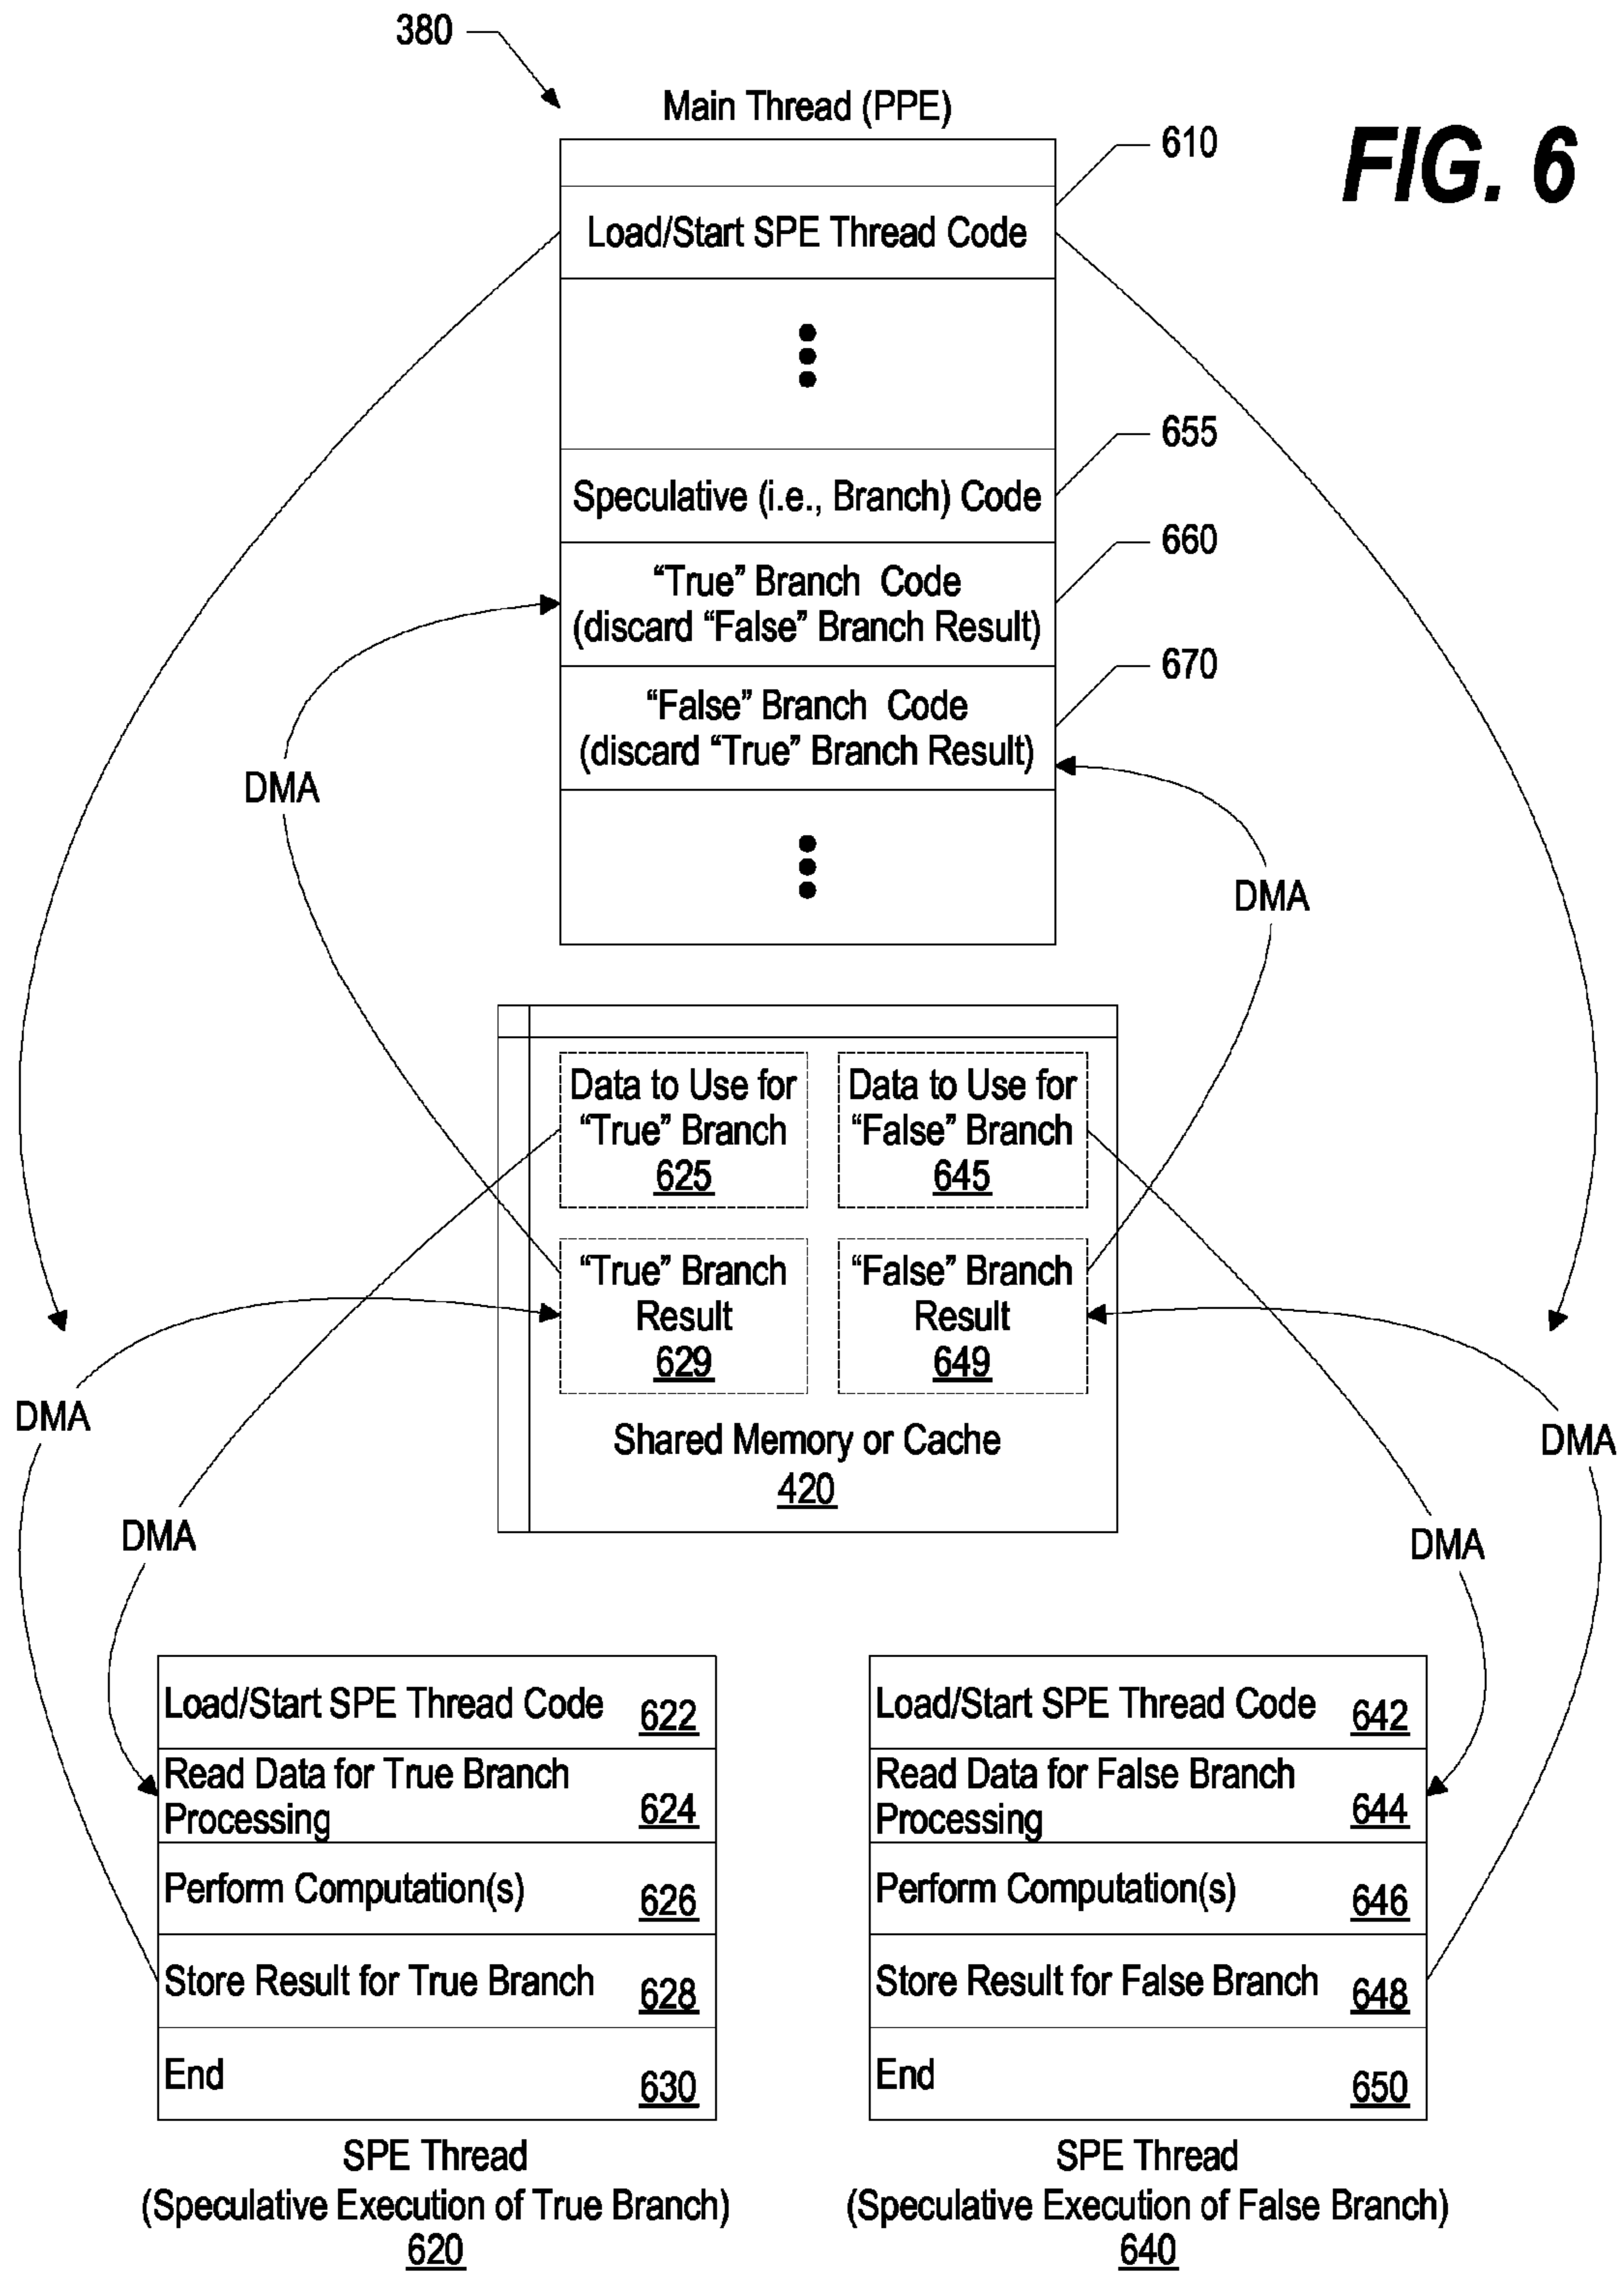 380
Main Thread (PPE)
FIG. 6
610
Load/Start SPE Thread Code
655
Speculative (i.e., Branch) Code
660
“True” Branch Code
(discard “False” Branch Result)
670
“False” Branch Code
(discard “True” Branch Result)
DMA
DMA
Data to Use for
“True” Branch
625
Data to Use for
“False” Branch
645
“True” Branch
Result
629
“False” Branch
Result
649
Shared Memory or Cache
420
DMA
DMA
DMA
DMA
Load/Start SPE Thread Code 622
Read Data for True Branch
Processing 624
Perform Computation(s) 626
Store Result for True Branch 628
End 630
SPE Thread
(Speculative Execution of True Branch)
620
Load/Start SPE Thread Code 642
Read Data for False Branch
Processing 644
Perform Computation(s) 646
Store Result for False Branch 648
End 650
SPE Thread
(Speculative Execution of False Branch)
640